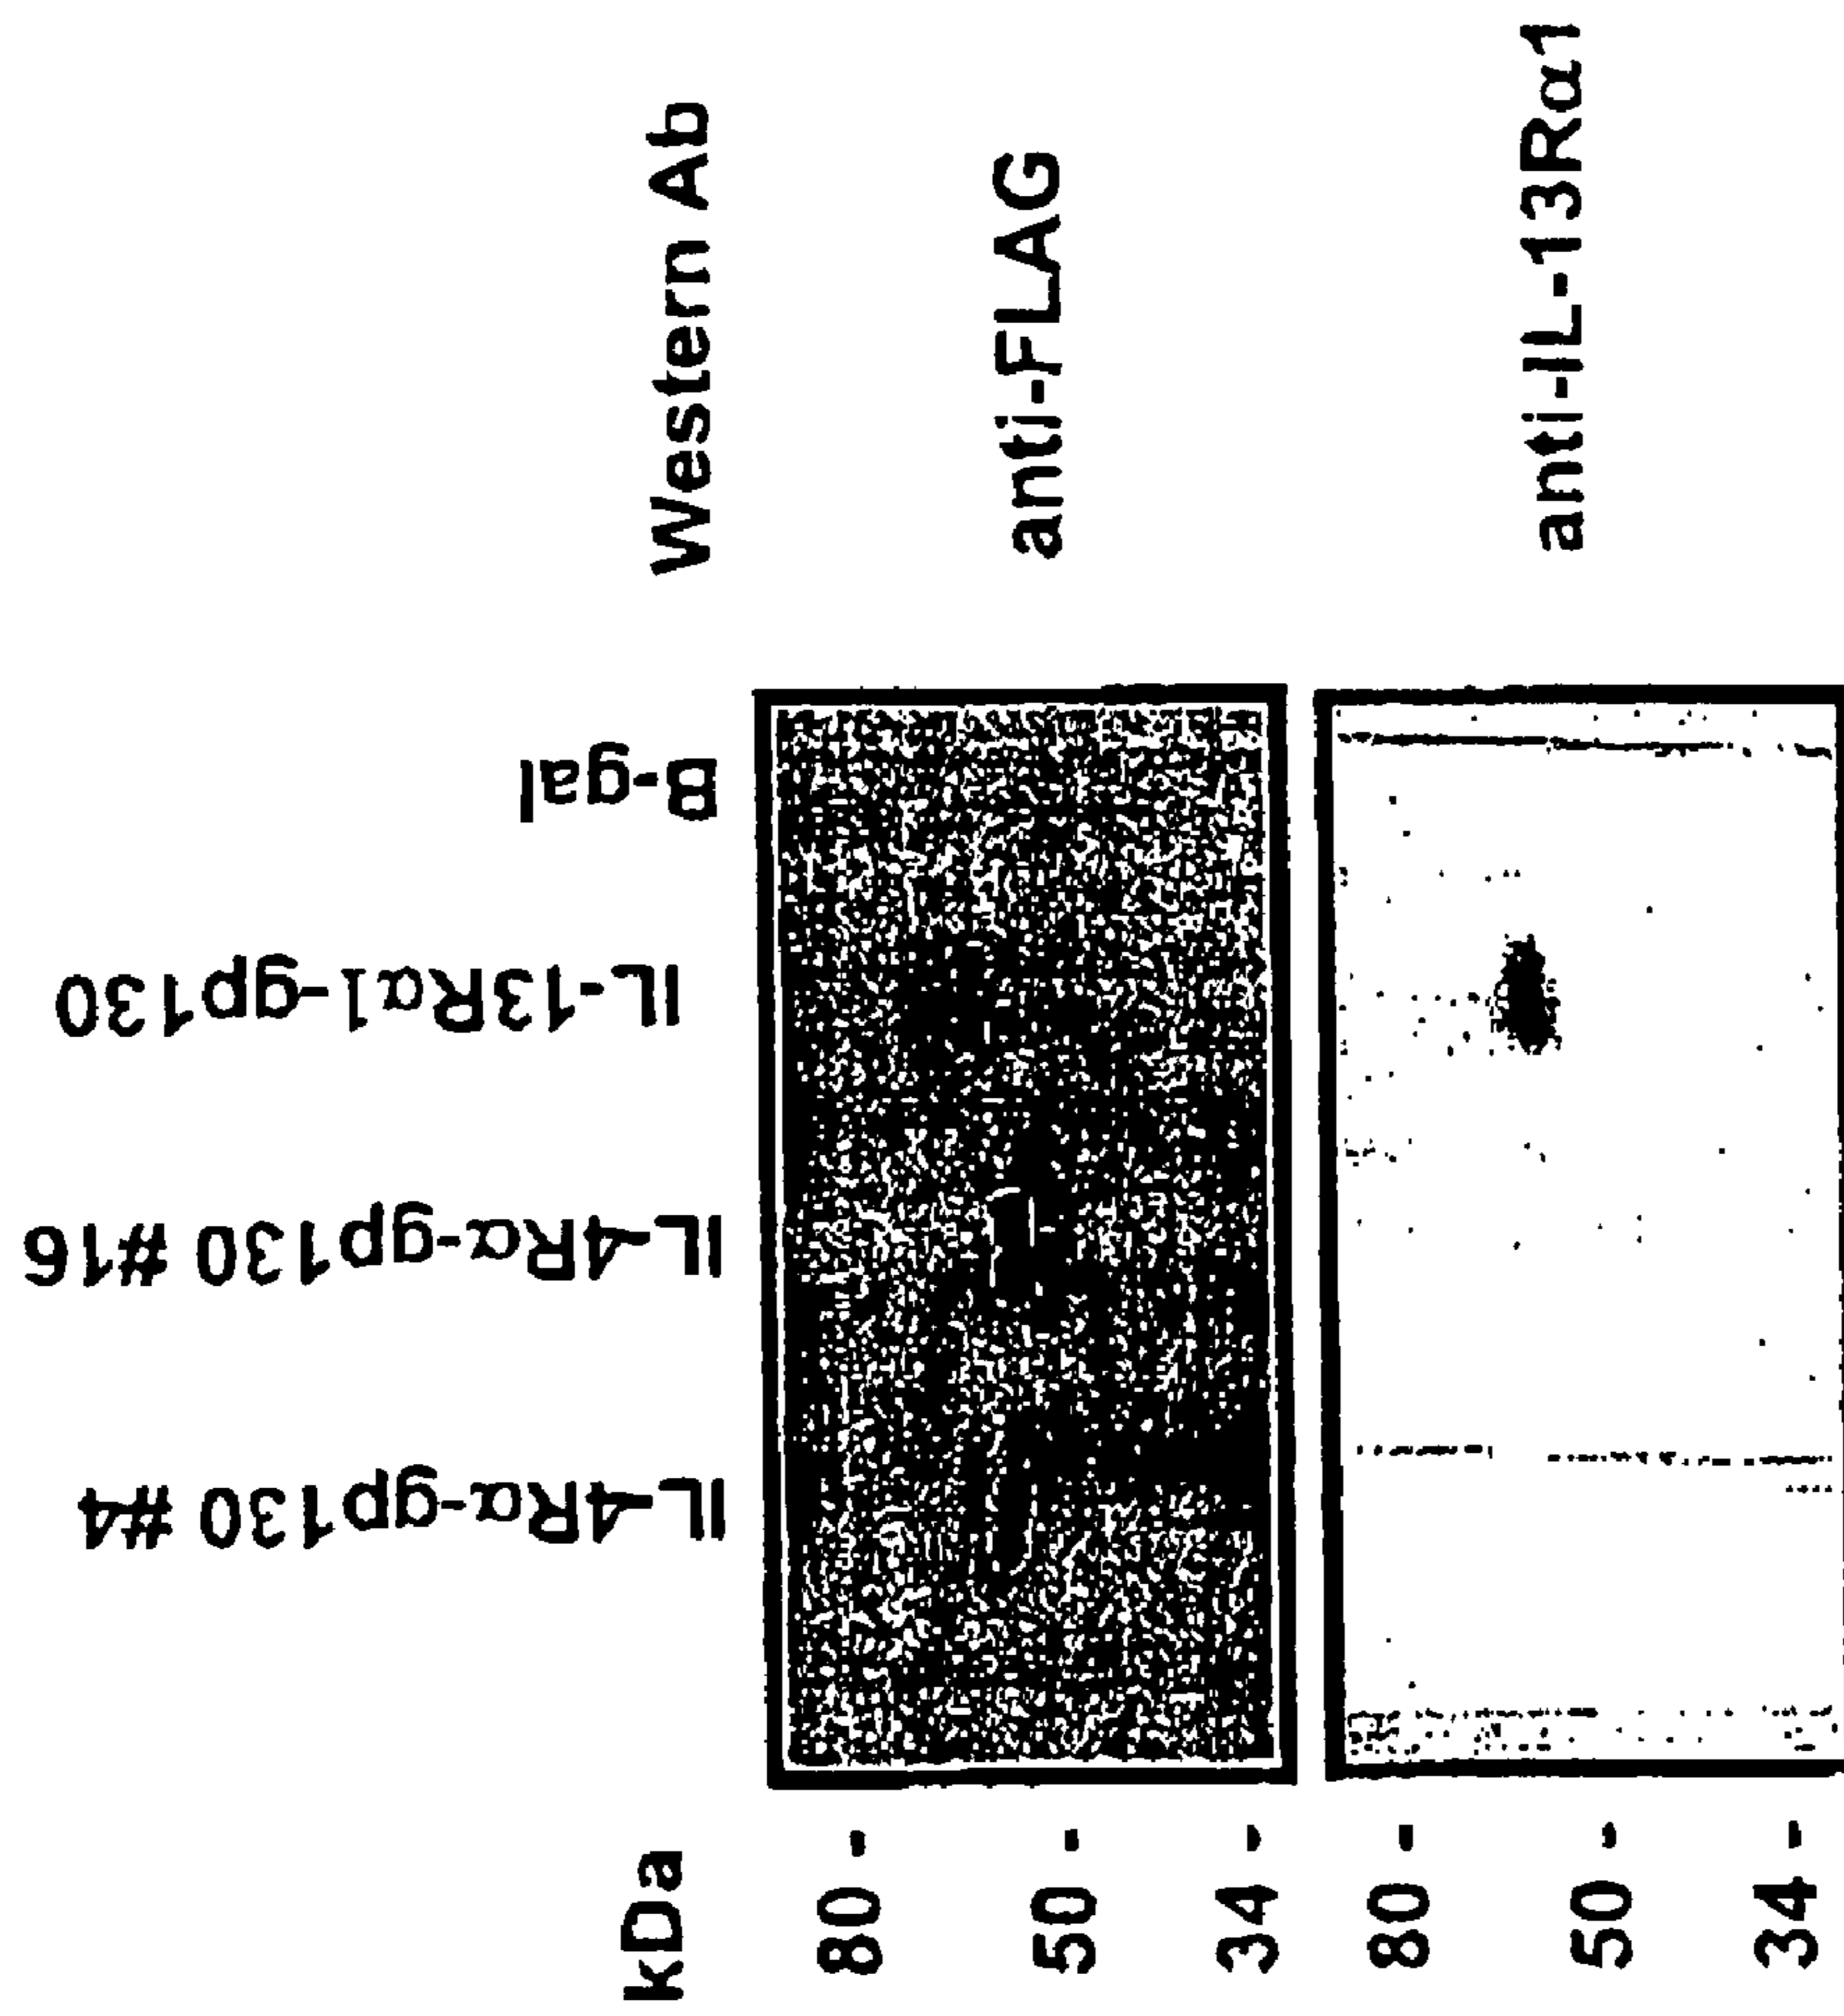 kDa
IL-4Rα-gp130 #4
IL-4Rα-gp130 #16
IL-13Rα1-gp130
B-gal
Western Ab
80 -
50 -
34 -
anti-FLAG
80 -
50 -
34 -
anti-IL-13Rα1